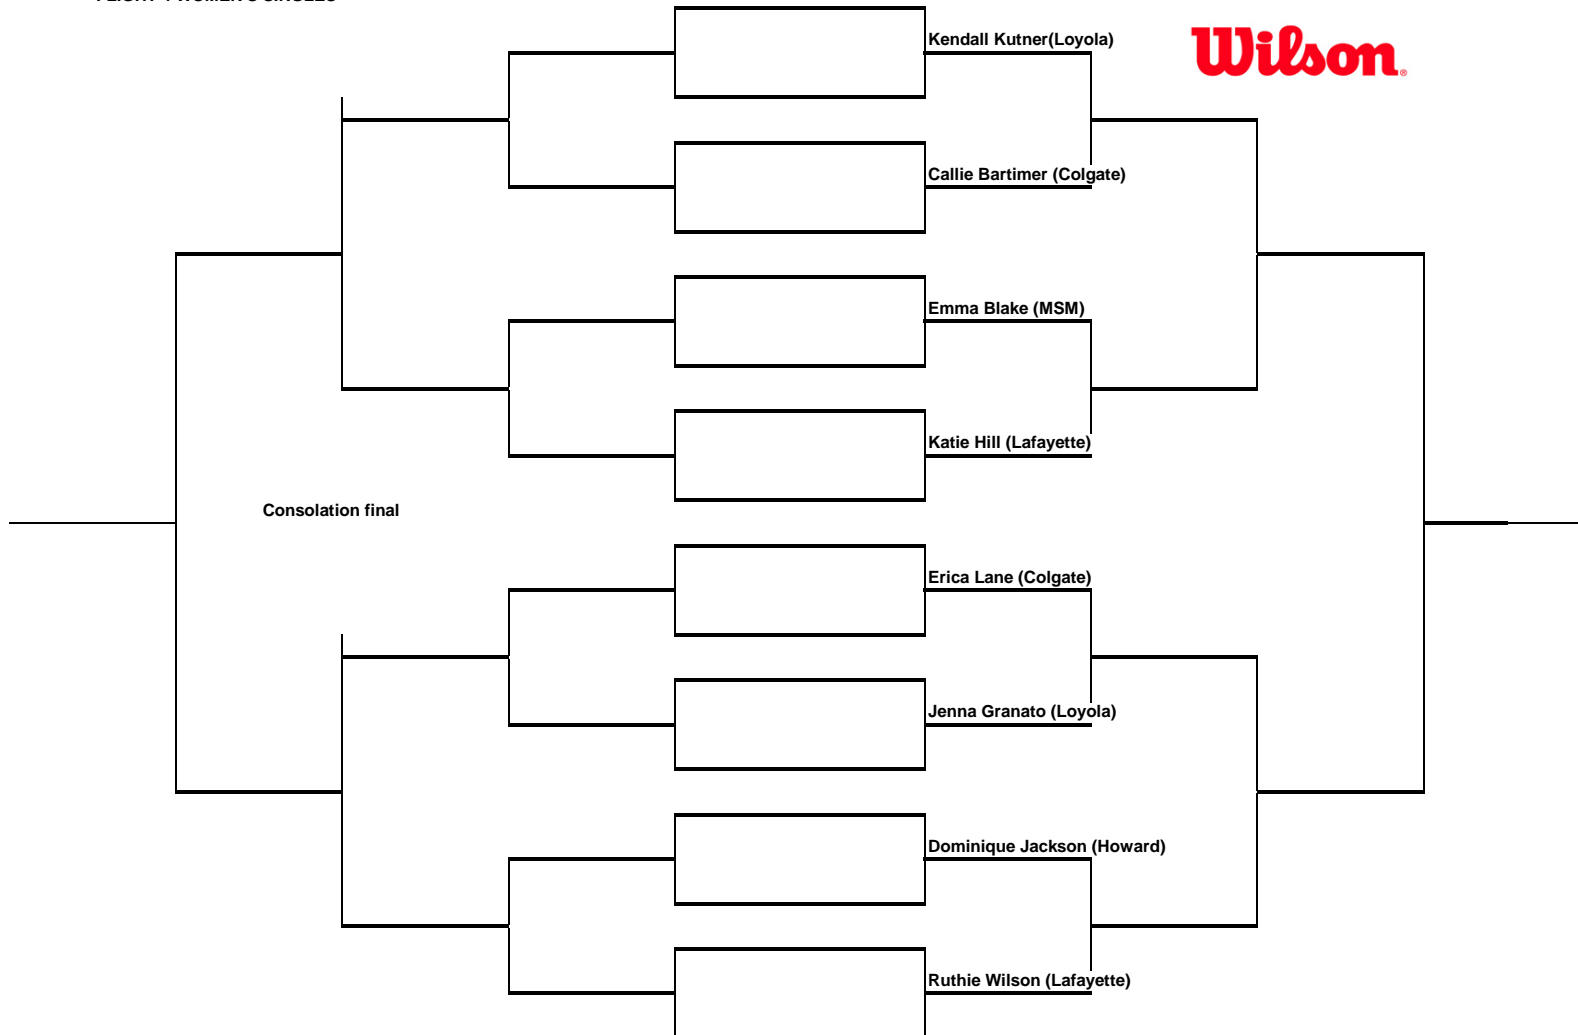 Kendall Kutner(Loyola)
Wilson®
Callie Bartimer (Colgate)
Emma Blake (MSM)
Katie Hill (Lafayette)
Consolation final
Erica Lane (Colgate)
Jenna Granato (Loyola)
Dominique Jackson (Howard)
Ruthie Wilson (Lafayette)